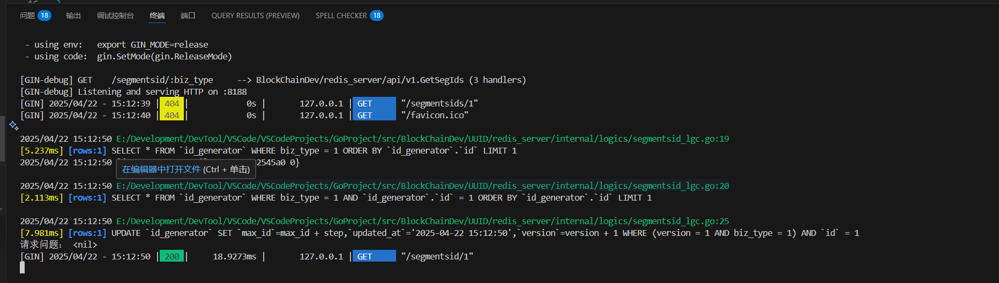 问题 18 输出 调试控制台 终端 端口 QUERY RESULTS (PREVIEW) SPELL CHECKER 18
- using env:   export GIN_MODE=release
- using code:  gin.SetMode(gin.ReleaseMode)
[GIN-debug] GET    /segmentsid/:biz_type     --> BlockChainDev/redis_server/api/v1.GetSegIds (3 handlers)
[GIN-debug] Listening and serving HTTP on :8188
[GIN] 2025/04/22 - 15:12:39 | 404 |            0s |       127.0.0.1 | GET      "/segmentsids/1"
[GIN] 2025/04/22 - 15:12:40 | 404 |            0s |       127.0.0.1 | GET      "/favicon.ico"
2025/04/22 15:12:50 E:/Development/DevTool/VSCode/VSCodeProjects/GoProject/src/BlockChainDev/UUID/redis_server/internal/logics/segmentsid_lgc.go:19
[5.237ms] [rows:1] SELECT * FROM `id_generator` WHERE biz_type = 1 ORDER BY `id_generator`.`id` LIMIT 1
2025/04/22 15:12:50 2545a0 0}
在编辑器中打开文件 (Ctrl + 单击)
2025/04/22 15:12:50 E:/Development/DevTool/VSCode/VSCodeProjects/GoProject/src/BlockChainDev/UUID/redis_server/internal/logics/segmentsid_lgc.go:20
[2.113ms] [rows:1] SELECT * FROM `id_generator` WHERE biz_type = 1 AND `id_generator`.`id` = 1 ORDER BY `id_generator`.`id` LIMIT 1
2025/04/22 15:12:50 E:/Development/DevTool/VSCode/VSCodeProjects/GoProject/src/BlockChainDev/UUID/redis_server/internal/logics/segmentsid_lgc.go:25
[7.981ms] [rows:1] UPDATE `id_generator` SET `max_id`=max_id + step,`updated_at`='2025-04-22 15:12:50',`version`=version + 1 WHERE (version = 1 AND biz_type = 1) AND `id` = 1
请求问题： <nil>
[GIN] 2025/04/22 - 15:12:50 | 200 |     18.9273ms |       127.0.0.1 | GET      "/segmentsid/1"